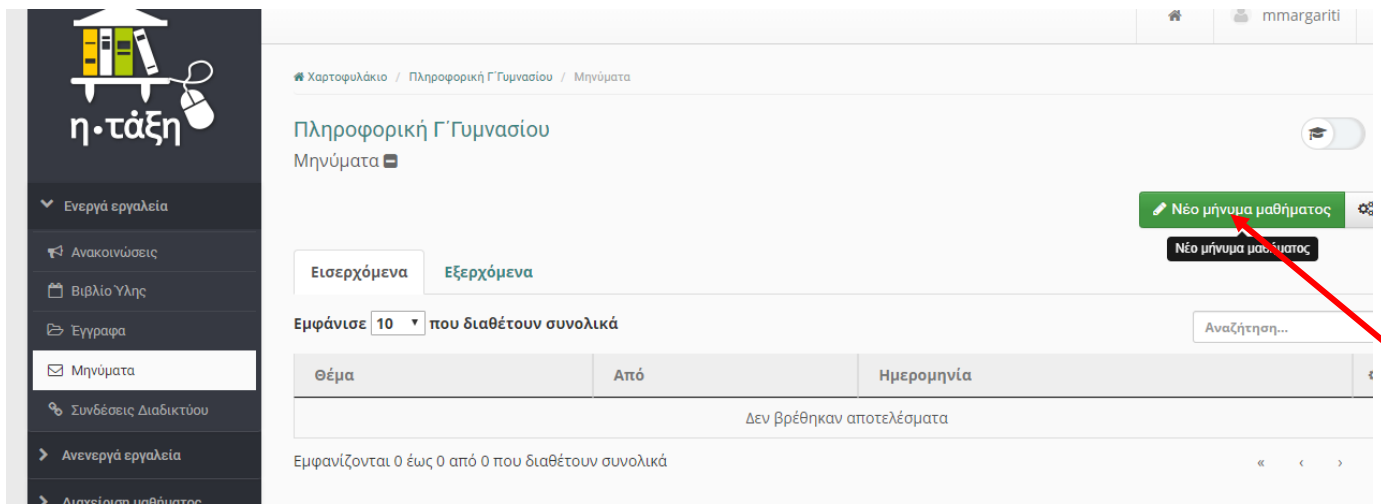 mmargariti
Χαρτοφυλάκιο / Πληροφορική Γ΄Γυμνασίου / Μηνύματα
η•τάξη
Πληροφορική Γ΄Γυμνασίου
Μηνύματα
Ενεργά εργαλεία
Ανακοινώσεις
Βιβλίο Ύλης
Έγγραφα
Μηνύματα
Συνδέσεις Διαδικτύου
Ανενεργά εργαλεία
Διαχείριση μαθήματος
Νέο μήνυμα μαθήματος
Νέο μήνυμα μαθήματος
Εισερχόμενα Εξερχόμενα
Εμφάνισε 10 που διαθέτουν συνολικά
Αναζήτηση...
Θέμα Από Ημερομηνία
Δεν βρέθηκαν αποτελέσματα
Εμφανίζονται 0 έως 0 από 0 που διαθέτουν συνολικά
« ‹ ›